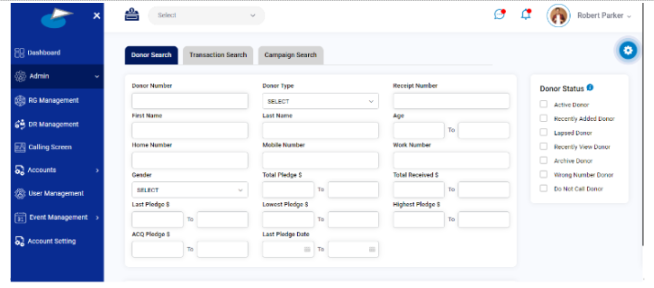 Select
Robert Parker
Dashboard
Admin
RG Management
DR Management
Calling Screen
Accounts
User Management
Event Management
Account Setting
Donor Search Transaction Search Campaign Search
Donor Number Donor Type Receipt Number
SELECT
First Name Last Name Age
To
Home Number Mobile Number Work Number
Gender Total Pledge $ Total Received $
SELECT To To
Last Pledge $ Lowest Pledge $ Highest Pledge $
To To To
ACQ Pledge $ Last Pledge Date
To To
Donor Status
Active Donor
Recently Added Donor
Lapsed Donor
Recently View Donor
Archive Donor
Wrong Number Donor
Do Not Call Donor